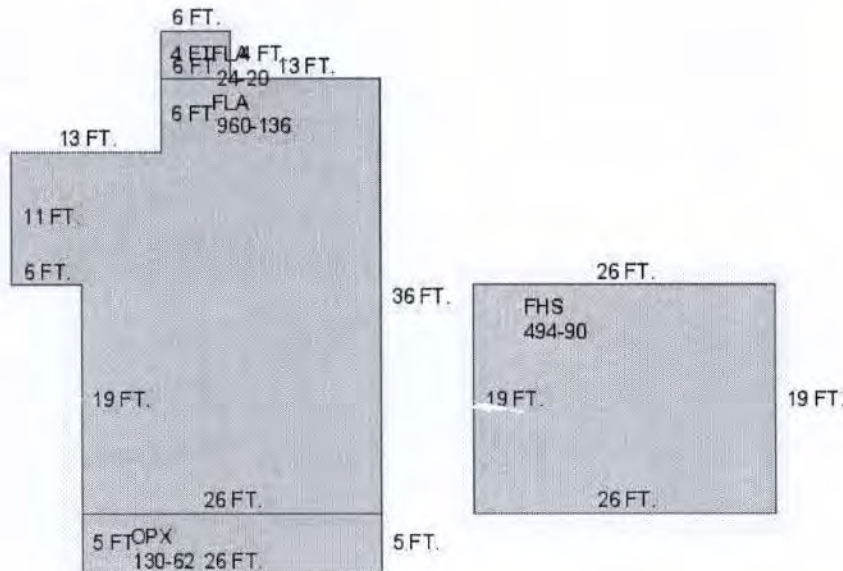 6 FT.
4 FT. FLA 4 FT.
6 FT. 24-20 13 FT.
6 FT. FLA
960-136
13 FT.
11 FT.
6 FT.
26 FT.
36 FT.
FHS
494-90
19 FT.
19 FT.
19 FT.
26 FT.
26 FT.
5 FT. OPX
5 FT.
130-62 26 FT.